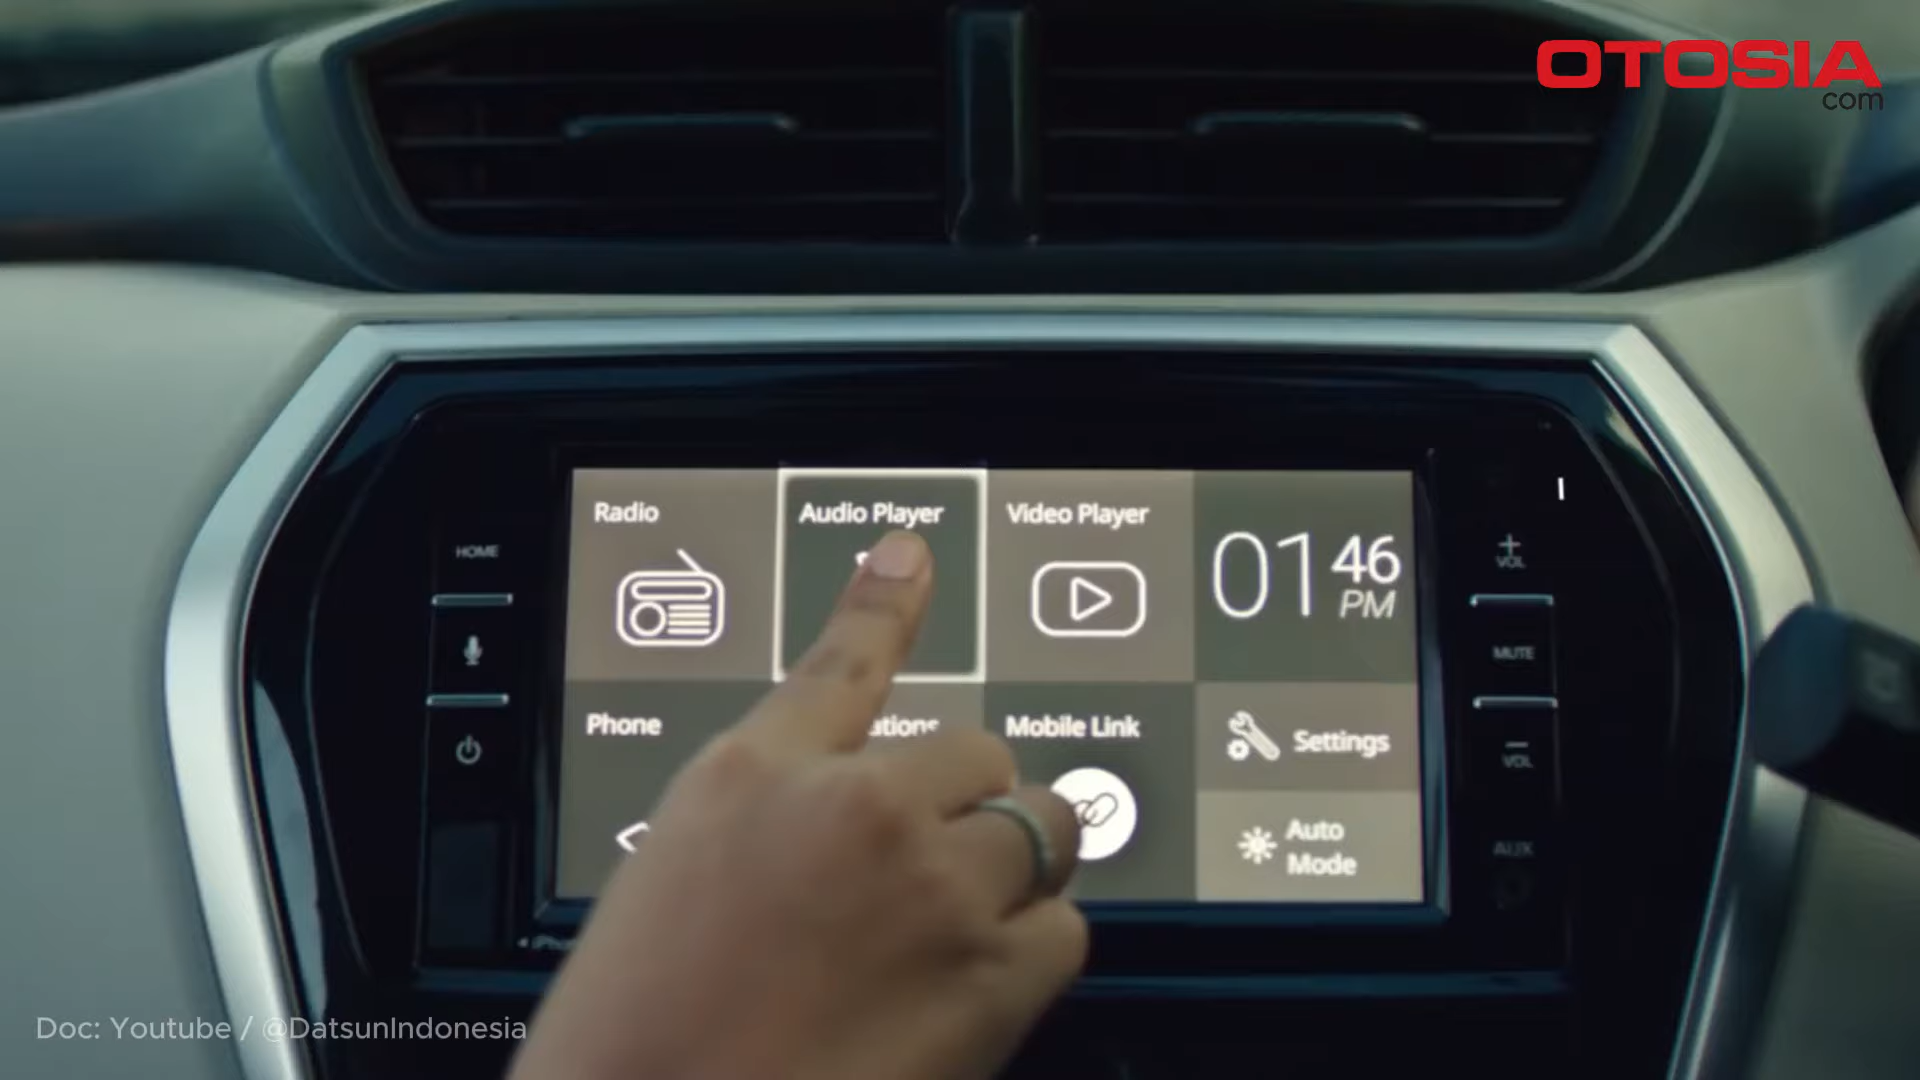 OTOSIA
com
Radio
Audio Player
Video Player
01 46
PM
HOME
VOL
MUTE
VOL
AUX
Phone
Mobile Link
Settings
Auto
Mode
Doc: Youtube / @DatsunIndonesia